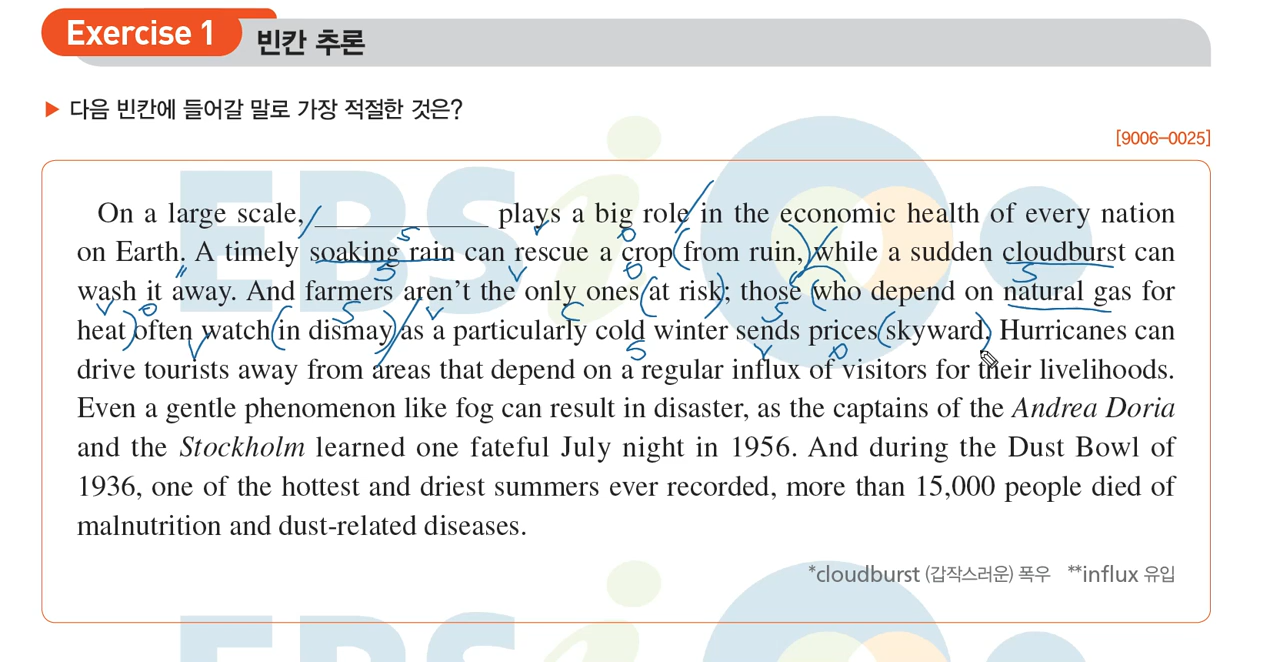 Exercise 1
빈칸 추론
▶ 다음 빈칸에 들어갈 말로 가장 적절한 것은?
[9006–0025]
On a large scale, ____________ plays a big role in the economic health of every nation
on Earth. A timely soaking rain can rescue a crop from ruin, while a sudden cloudburst can
wash it away. And farmers aren't the only ones at risk; those who depend on natural gas for
heat often watch in dismay as a particularly cold winter sends prices skyward. Hurricanes can
drive tourists away from areas that depend on a regular influx of visitors for their livelihoods.
Even a gentle phenomenon like fog can result in disaster, as the captains of the Andrea Doria
and the Stockholm learned one fateful July night in 1956. And during the Dust Bowl of
1936, one of the hottest and driest summers ever recorded, more than 15,000 people died of
malnutrition and dust-related diseases.
*cloudburst (갑작스러운) 폭우 **influx 유입
EBSi
EBSi